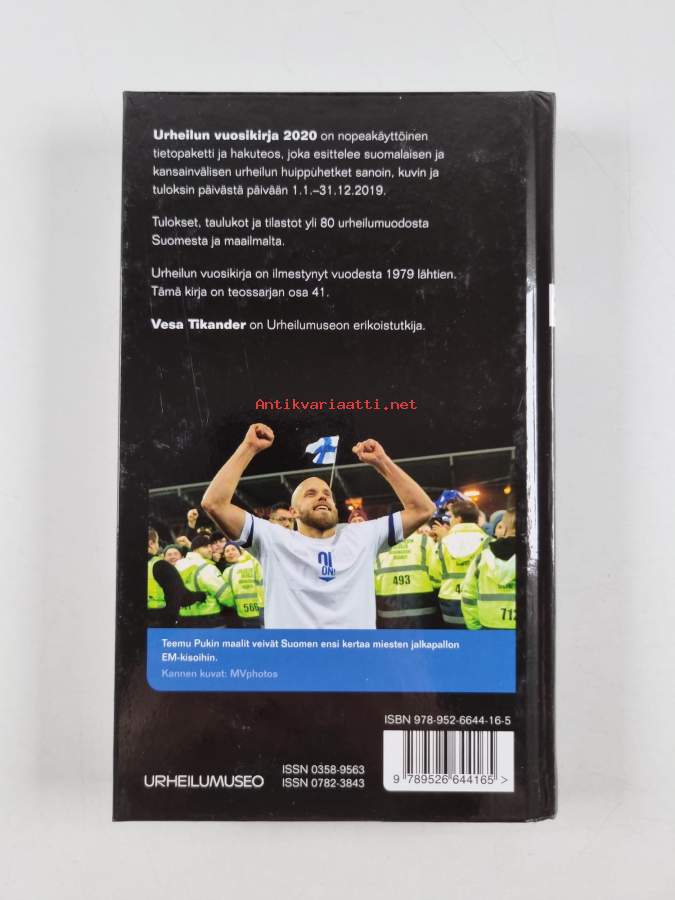 Urheilun vuosikirja 2020 on nopeakäyttöinen
tietopaketti ja hakuteos, joka esittelee suomalaisen ja
kansainvälisen urheilun huippuhetket sanoin, kuvin ja
tuloksin päivästä päivään 1.1.–31.12.2019.
Tulokset, taulukot ja tilastot yli 80 urheilumuodosta
Suomesta ja maailmalta.
Urheilun vuosikirja on ilmestynyt vuodesta 1979 lähtien.
Tämä kirja on teossarjan osa 41.
Vesa Tikander on Urheilumuseon erikoistutkija.
Antikvariaatti.net
493
566
712
Teemu Pukin maalit veivät Suomen ensi kertaa miesten jalkapallon
EM-kisoihin.
Kannen kuvat: MVphotos
ISBN 978-952-6644-16-5
9 789526 644165 >
URHEILUMUSEO
ISSN 0358-9563
ISSN 0782-3843